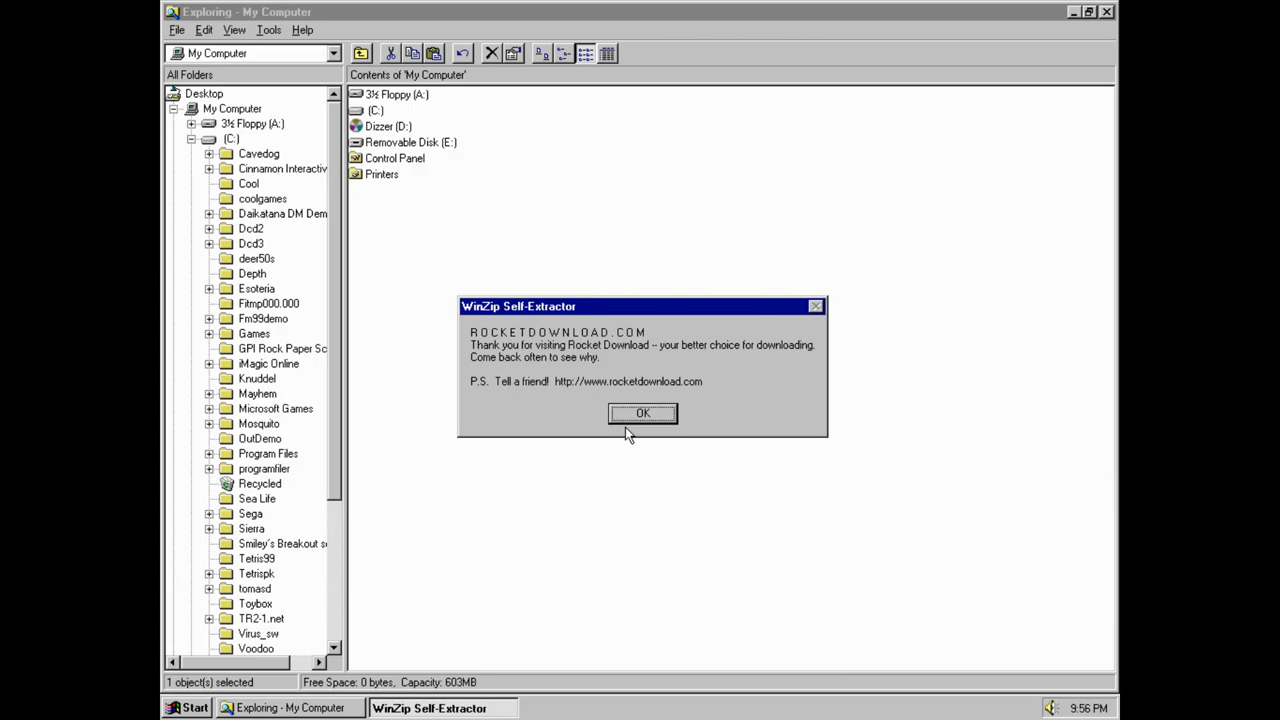 Exploring - My Computer
File Edit View Tools Help
My Computer
All Folders
Contents of 'My Computer'
Desktop
My Computer
3½ Floppy (A:)
(C:)
Cavedog
Cinnamon Interactiv
Cool
coolgames
Daikatana DM Dem
Dcd2
Dcd3
deer50s
Depth
Esoteria
Fitmp000.000
Fm99demo
Games
GPI Rock Paper Sc
iMagic Online
Knuddel
Mayhem
Microsoft Games
Mosquito
OutDemo
Program Files
programfiler
Recycled
Sea Life
Sega
Sierra
Smiley's Breakout s
Tetris99
Tetrispk
tomasd
Toybox
TR2-1.net
Virus_sw
Voodoo
3½ Floppy (A:)
(C:)
Dizzer (D:)
Removable Disk (E:)
Control Panel
Printers
WinZip Self-Extractor
R O C K E T D O W N L O A D . C O M
Thank you for visiting Rocket Download -- your better choice for downloading.
Come back often to see why.
P.S. Tell a friend! http://www.rocketdownload.com
OK
1 object(s) selected
Free Space: 0 bytes, Capacity: 603MB
Start
Exploring - My Computer
WinZip Self-Extractor
9:56 PM